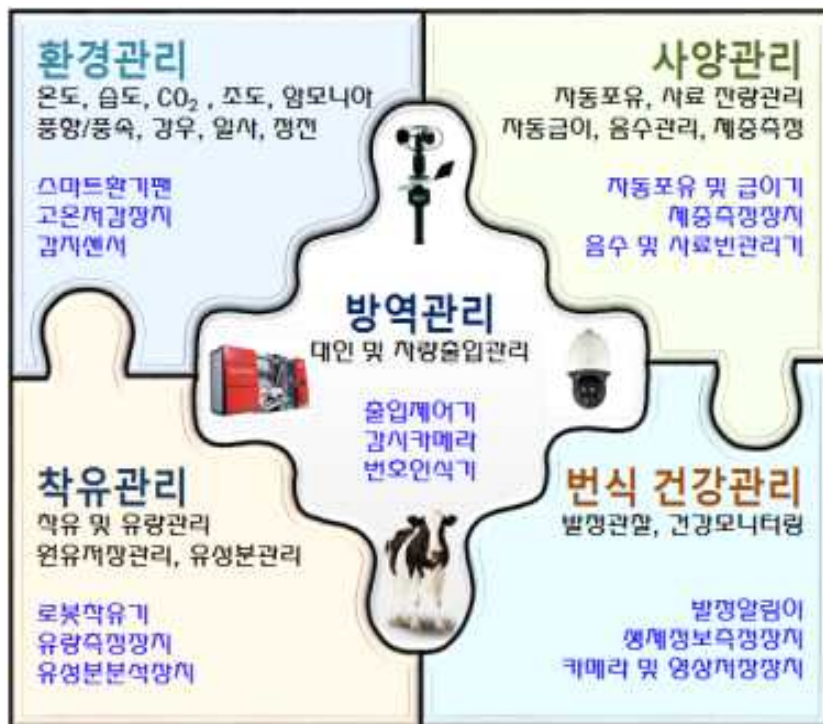 환경관리
온도, 습도, CO₂ , 조도, 암모니아
풍향/풍속, 강우, 일사, 정전
스마트환기팬
고온저감장치
감지센서
사양관리
자동포유, 사료 잔량관리
자동급이, 음수관리, 체중측정
자동포유 및 급이기
체중측정장치
음수 및 사료빈관리기
방역관리
대인 및 차량출입관리
출입제어기
감시카메라
번호인식기
착유관리
착유 및 유량관리
원유저장관리, 유성분관리
로봇착유기
유량측정장치
유성분분석장치
번식 건강관리
발정관찰, 건강모니터링
발정알림이
생체정보측정장치
카메라 및 영상저장장치